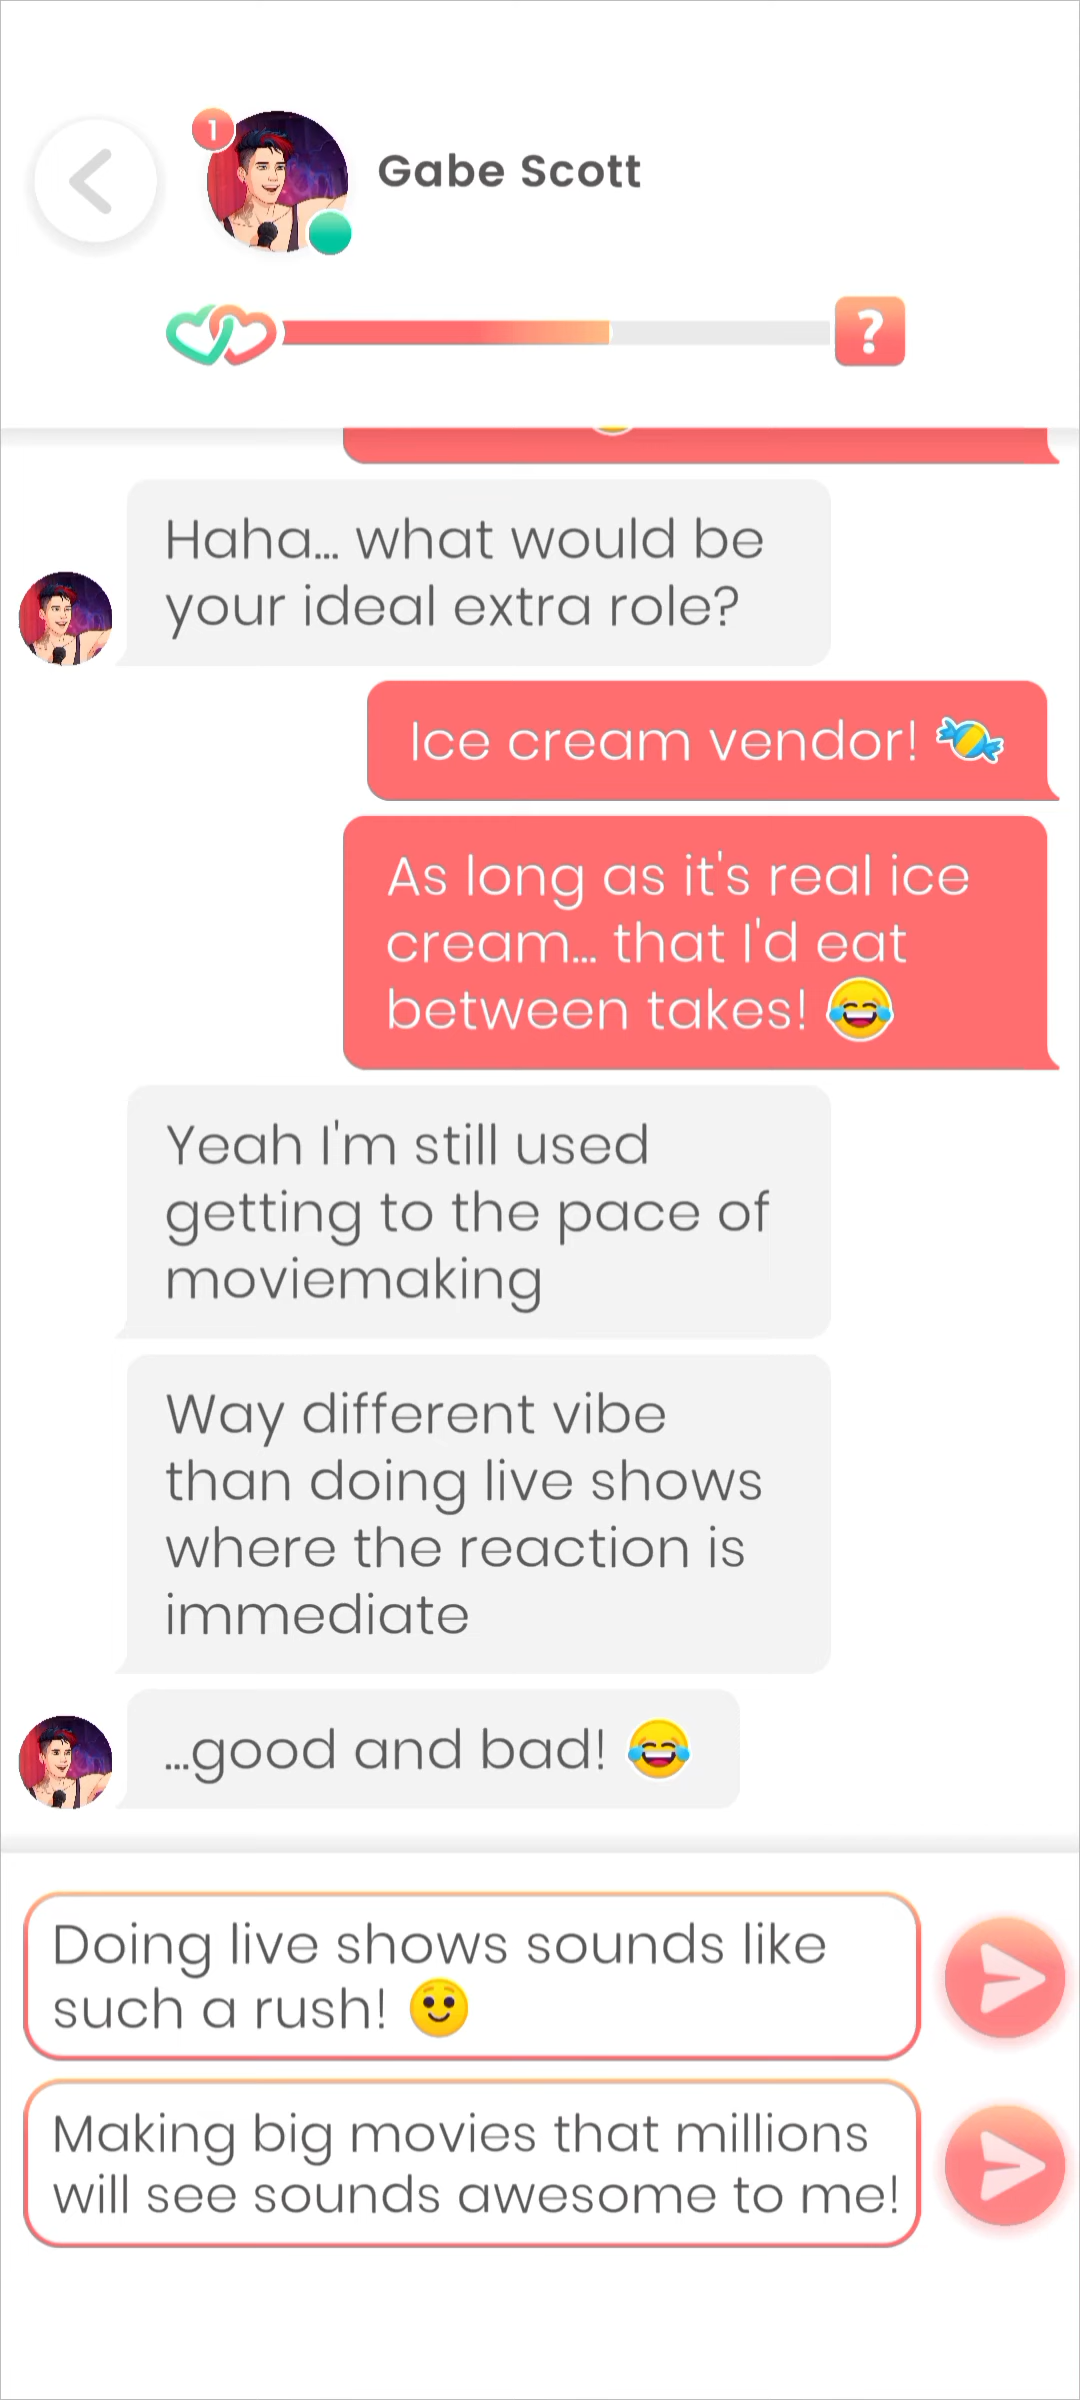 1
Gabe Scott
?
Haha... what would be
your ideal extra role?
Ice cream vendor! 🍬
As long as it's real ice
cream... that I'd eat
between takes! 😂
Yeah I'm still used
getting to the pace of
moviemaking
Way different vibe
than doing live shows
where the reaction is
immediate
...good and bad! 😂
Doing live shows sounds like
such a rush! 🙂
Making big movies that millions
will see sounds awesome to me!